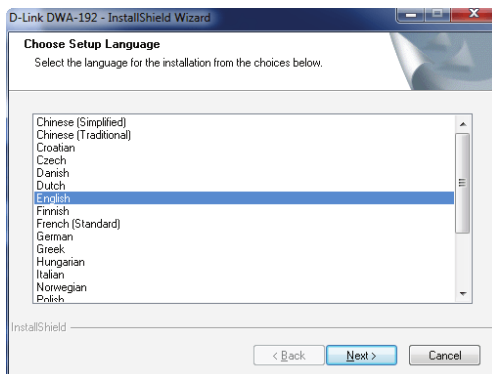 D-Link DWA-192 - InstallShield Wizard
Choose Setup Language
Select the language for the installation from the choices below.
Chinese (Simplified)
Chinese (Traditional)
Croatian
Czech
Danish
Dutch
English
Finnish
French (Standard)
German
Greek
Hungarian
Italian
Norwegian
Polish
InstallShield
< Back
Next >
Cancel